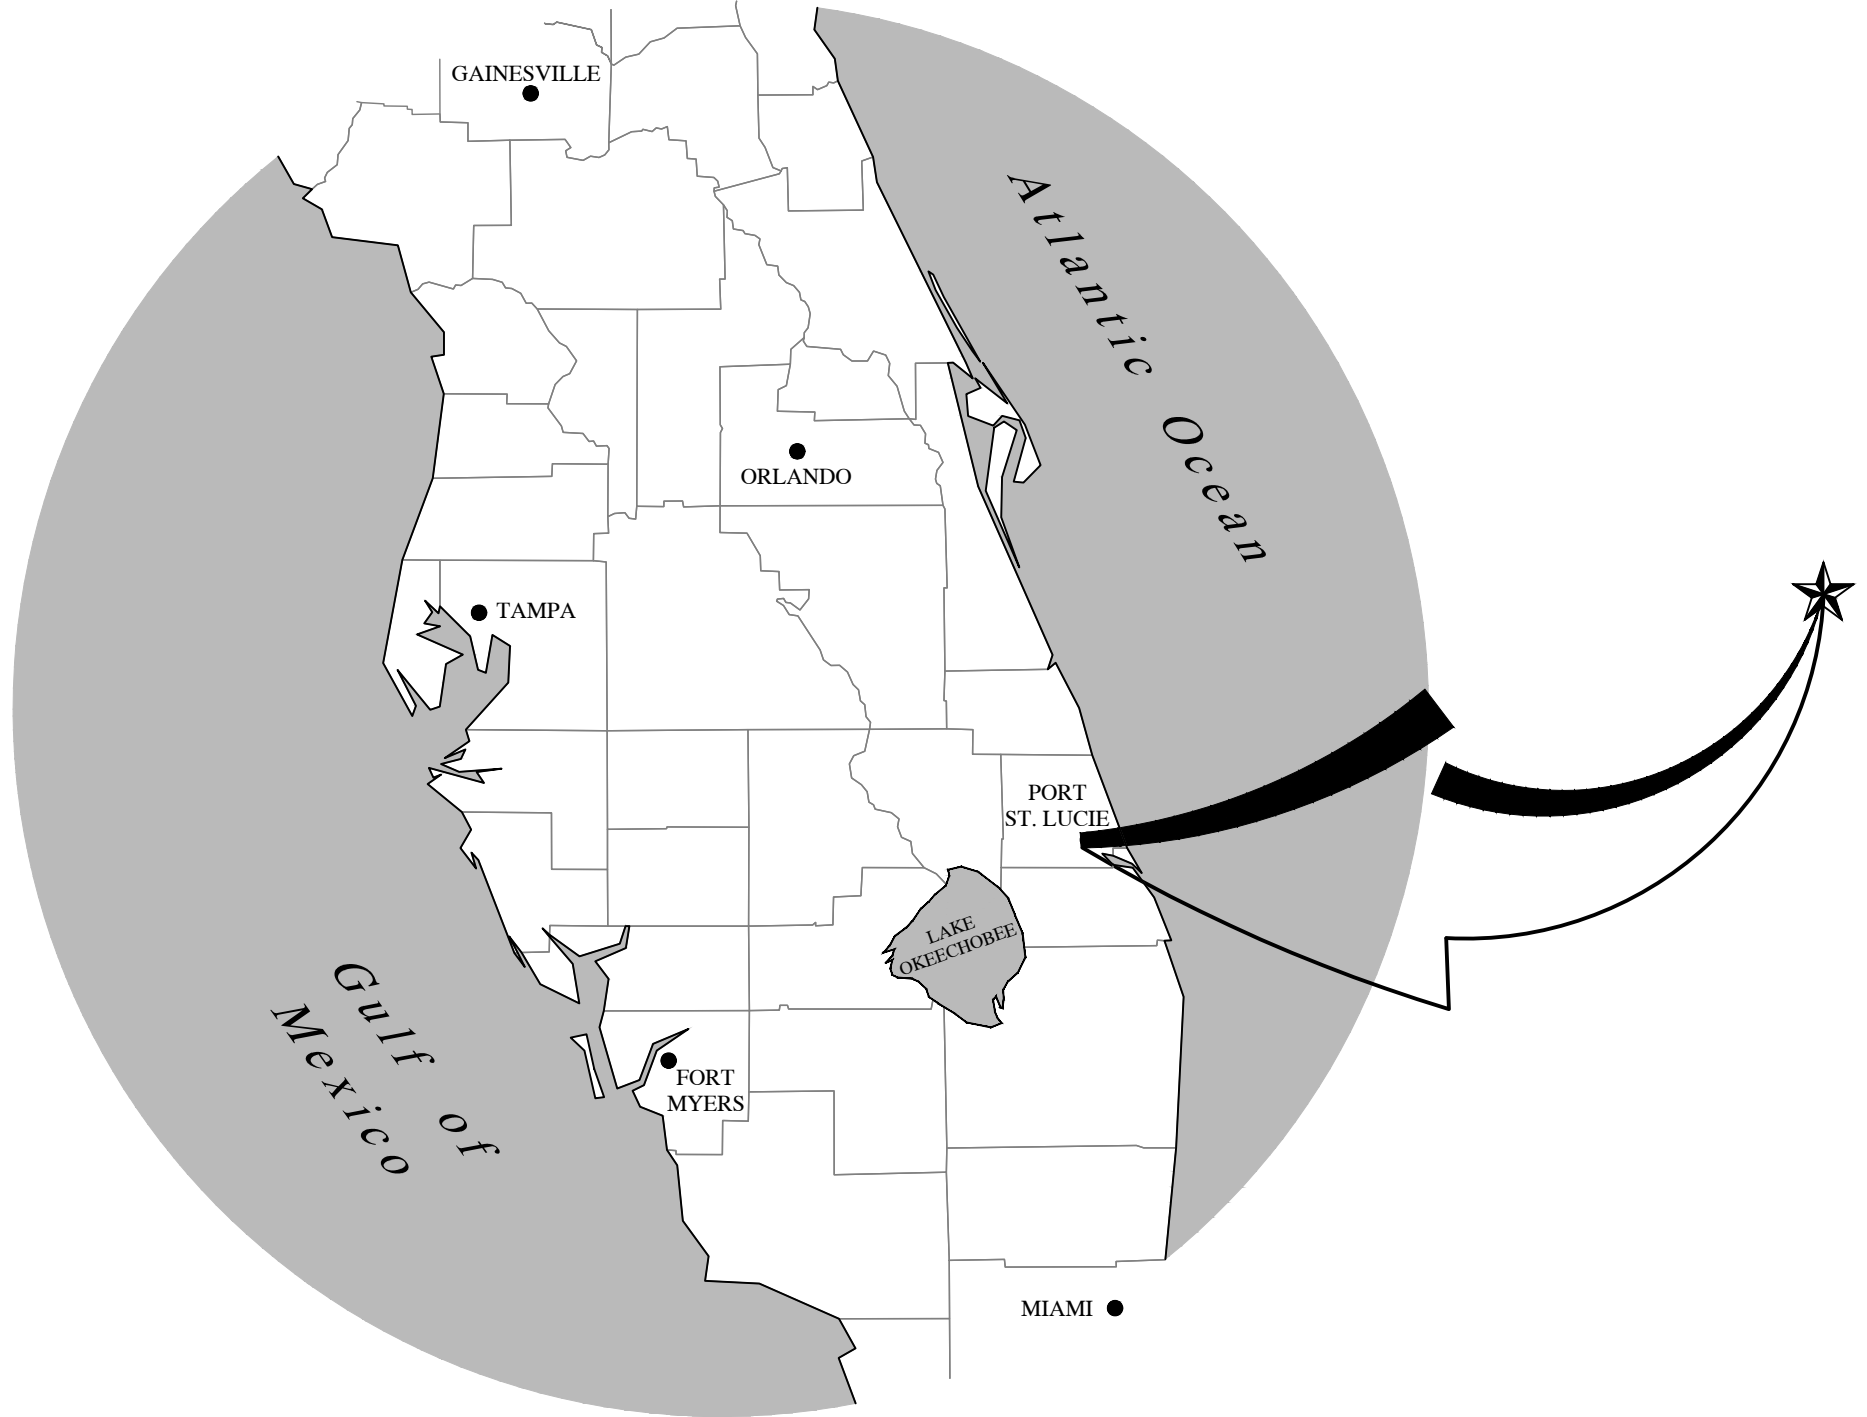 GAINESVILLE
Atlantic Ocean
ORLANDO
TAMPA
PORT
ST. LUCIE
LAKE
OKEECHOBEE
Gulf of
Mexico
FORT
MYERS
MIAMI